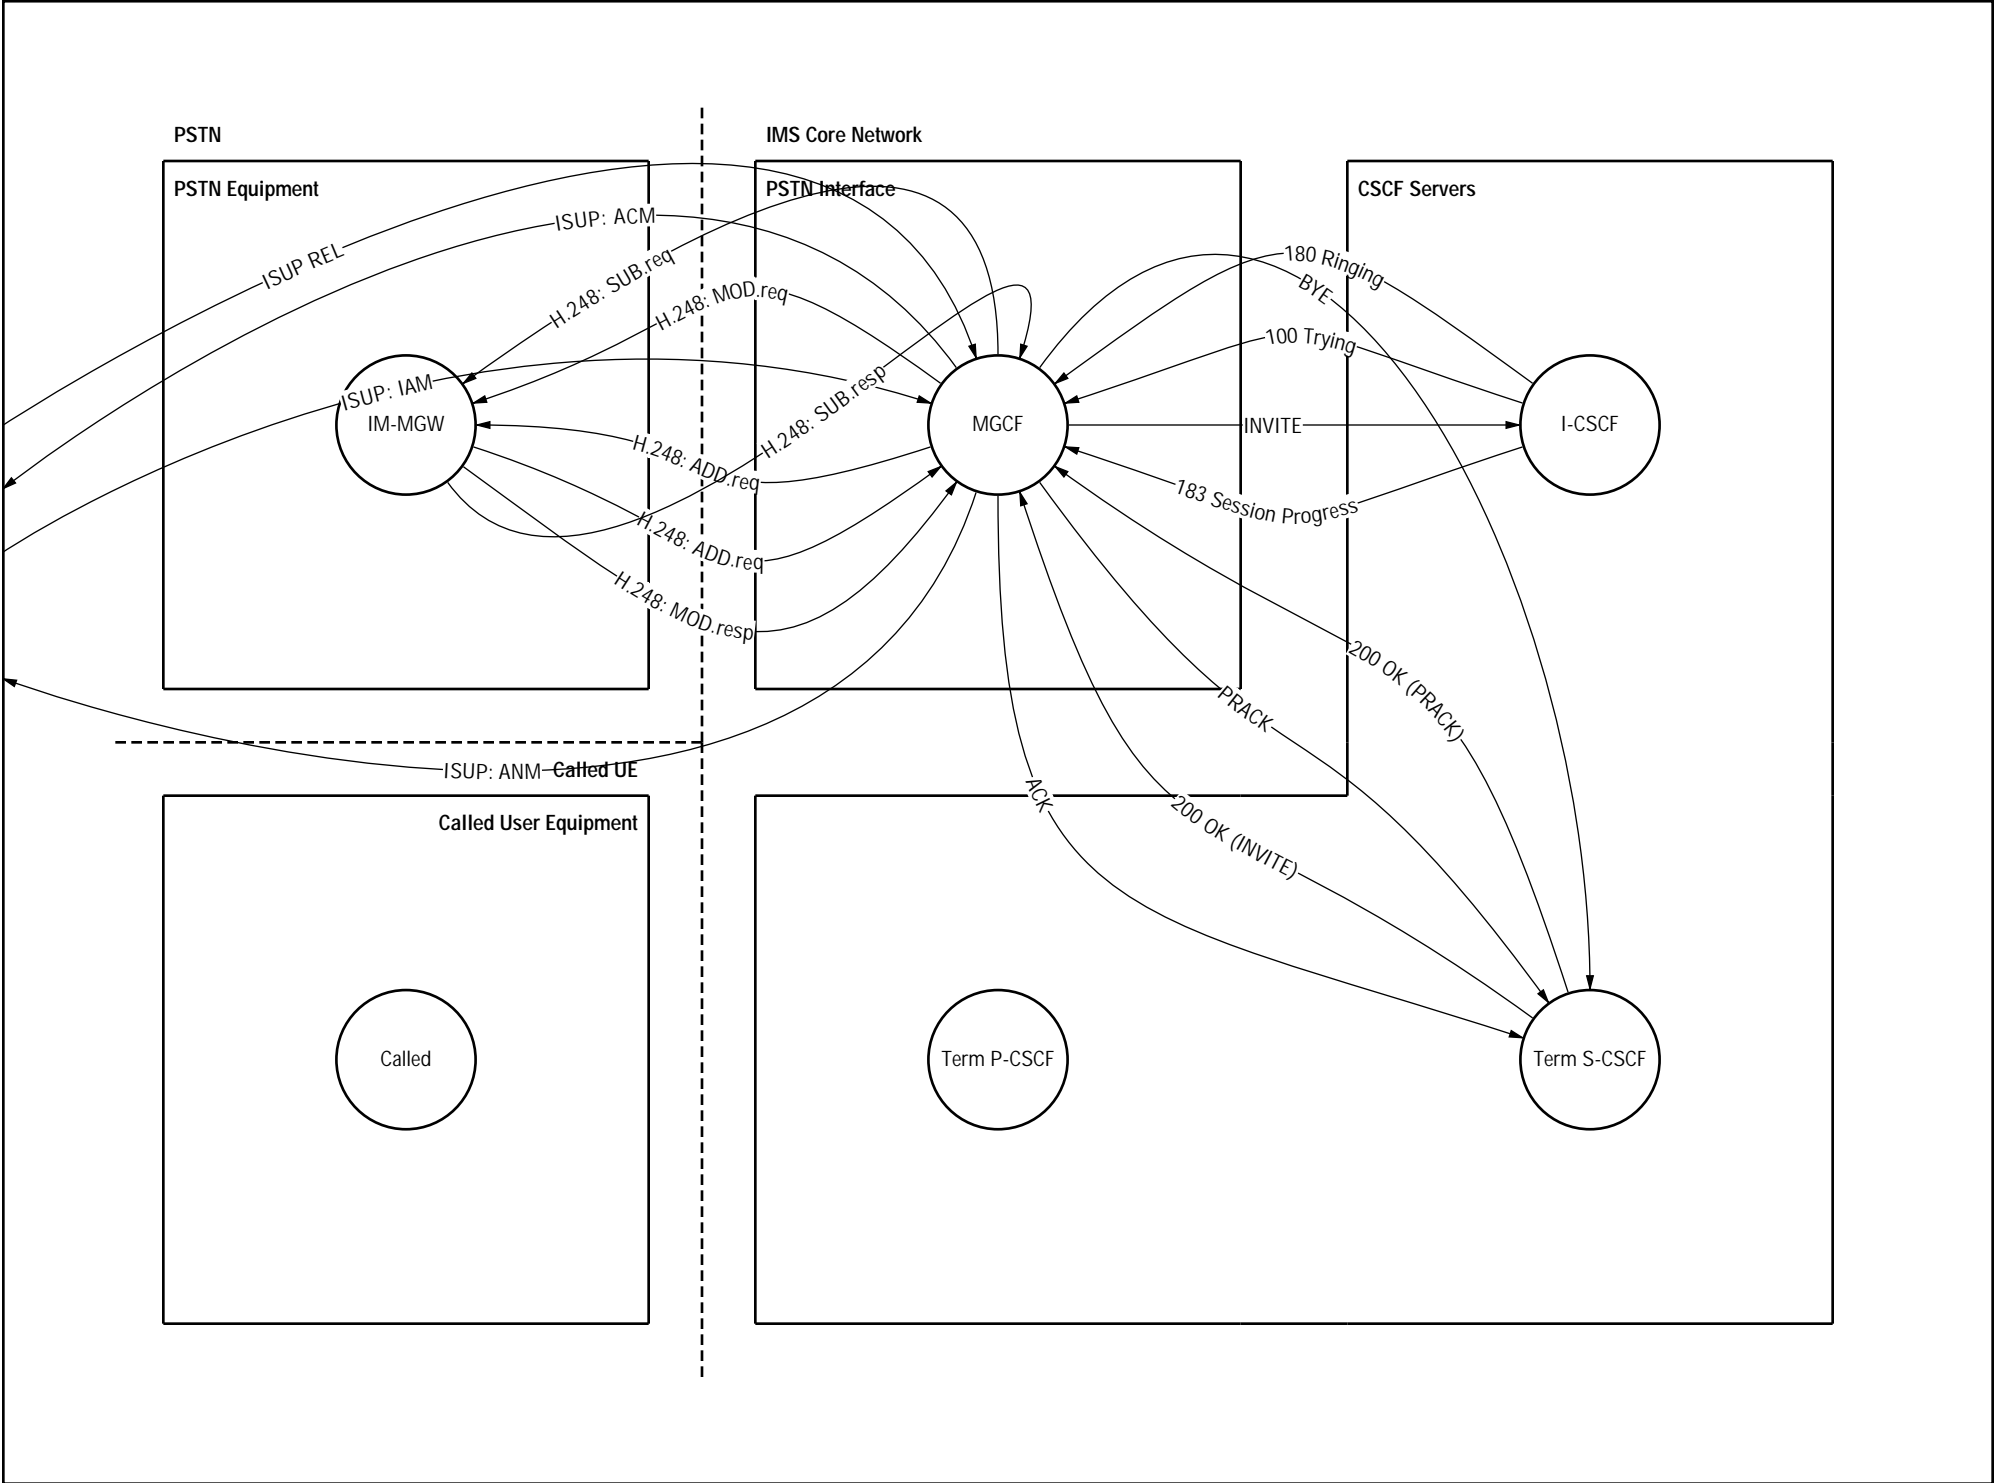 PSTN
IMS Core Network
PSTN Equipment
PSTN Interface
CSCF Servers
ISUP: ACM
ISUP REL
H.248: SUB.req
180 Ringing
BYE
H.248: MOD.req
100 Trying
ISUP: IAM
H.248: SUB.resp
IM-MGW
MGCF
INVITE
I-CSCF
H.248: ADD.req
183 Session Progress
H.248: ADD.req
H.248: MOD.resp
200 OK (PRACK)
PRACK
ISUP: ANM
Called UE
ACK
200 OK (INVITE)
Called User Equipment
Called
Term P-CSCF
Term S-CSCF